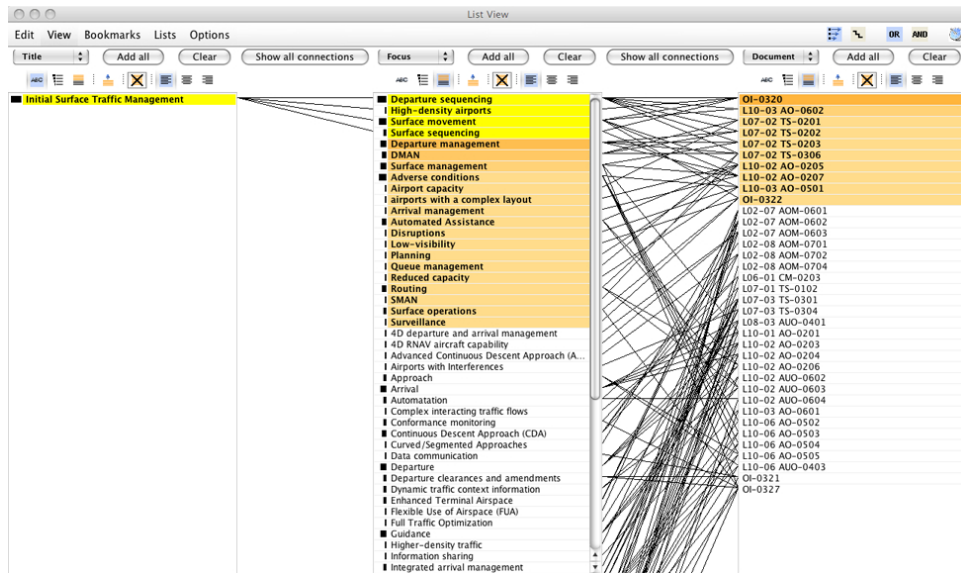 List View
Edit View Bookmarks Lists Options OR AND
Title Add all Clear Show all connections Focus Add all Clear Show all connections Document Add all Clear
ABC ABC ABC
Initial Surface Traffic Management
Departure sequencing
High-density airports
Surface movement
Surface sequencing
Departure management
DMAN
Surface management
Adverse conditions
Airport capacity
airports with a complex layout
Arrival management
Automated Assistance
Disruptions
Low-visibility
Planning
Queue management
Reduced capacity
Routing
SMAN
Surface operations
Surveillance
4D departure and arrival management
4D RNAV aircraft capability
Advanced Continuous Descent Approach (A...
Airports with Interferences
Approach
Arrival
Automatation
Complex interacting traffic flows
Conformance monitoring
Continuous Descent Approach (CDA)
Curved/Segmented Approaches
Data communication
Departure
Departure clearances and amendments
Dynamic traffic context information
Enhanced Terminal Airspace
Flexible Use of Airspace (FUA)
Full Traffic Optimization
Guidance
Higher-density traffic
Information sharing
Integrated arrival management
OI-0320
L10-03 AO-0602
L07-02 TS-0201
L07-02 TS-0202
L07-02 TS-0203
L07-02 TS-0306
L10-02 AO-0205
L10-02 AO-0207
L10-03 AO-0501
OI-0322
L02-07 AOM-0601
L02-07 AOM-0602
L02-07 AOM-0603
L02-08 AOM-0701
L02-08 AOM-0702
L02-08 AOM-0704
L06-01 CM-0203
L07-01 TS-0102
L07-03 TS-0301
L07-03 TS-0304
L08-03 AUO-0401
L10-01 AO-0201
L10-02 AO-0203
L10-02 AO-0204
L10-02 AO-0206
L10-02 AUO-0602
L10-02 AUO-0603
L10-02 AUO-0604
L10-03 AO-0601
L10-06 AO-0502
L10-06 AO-0503
L10-06 AO-0504
L10-06 AO-0505
L10-06 AUO-0403
OI-0321
OI-0327